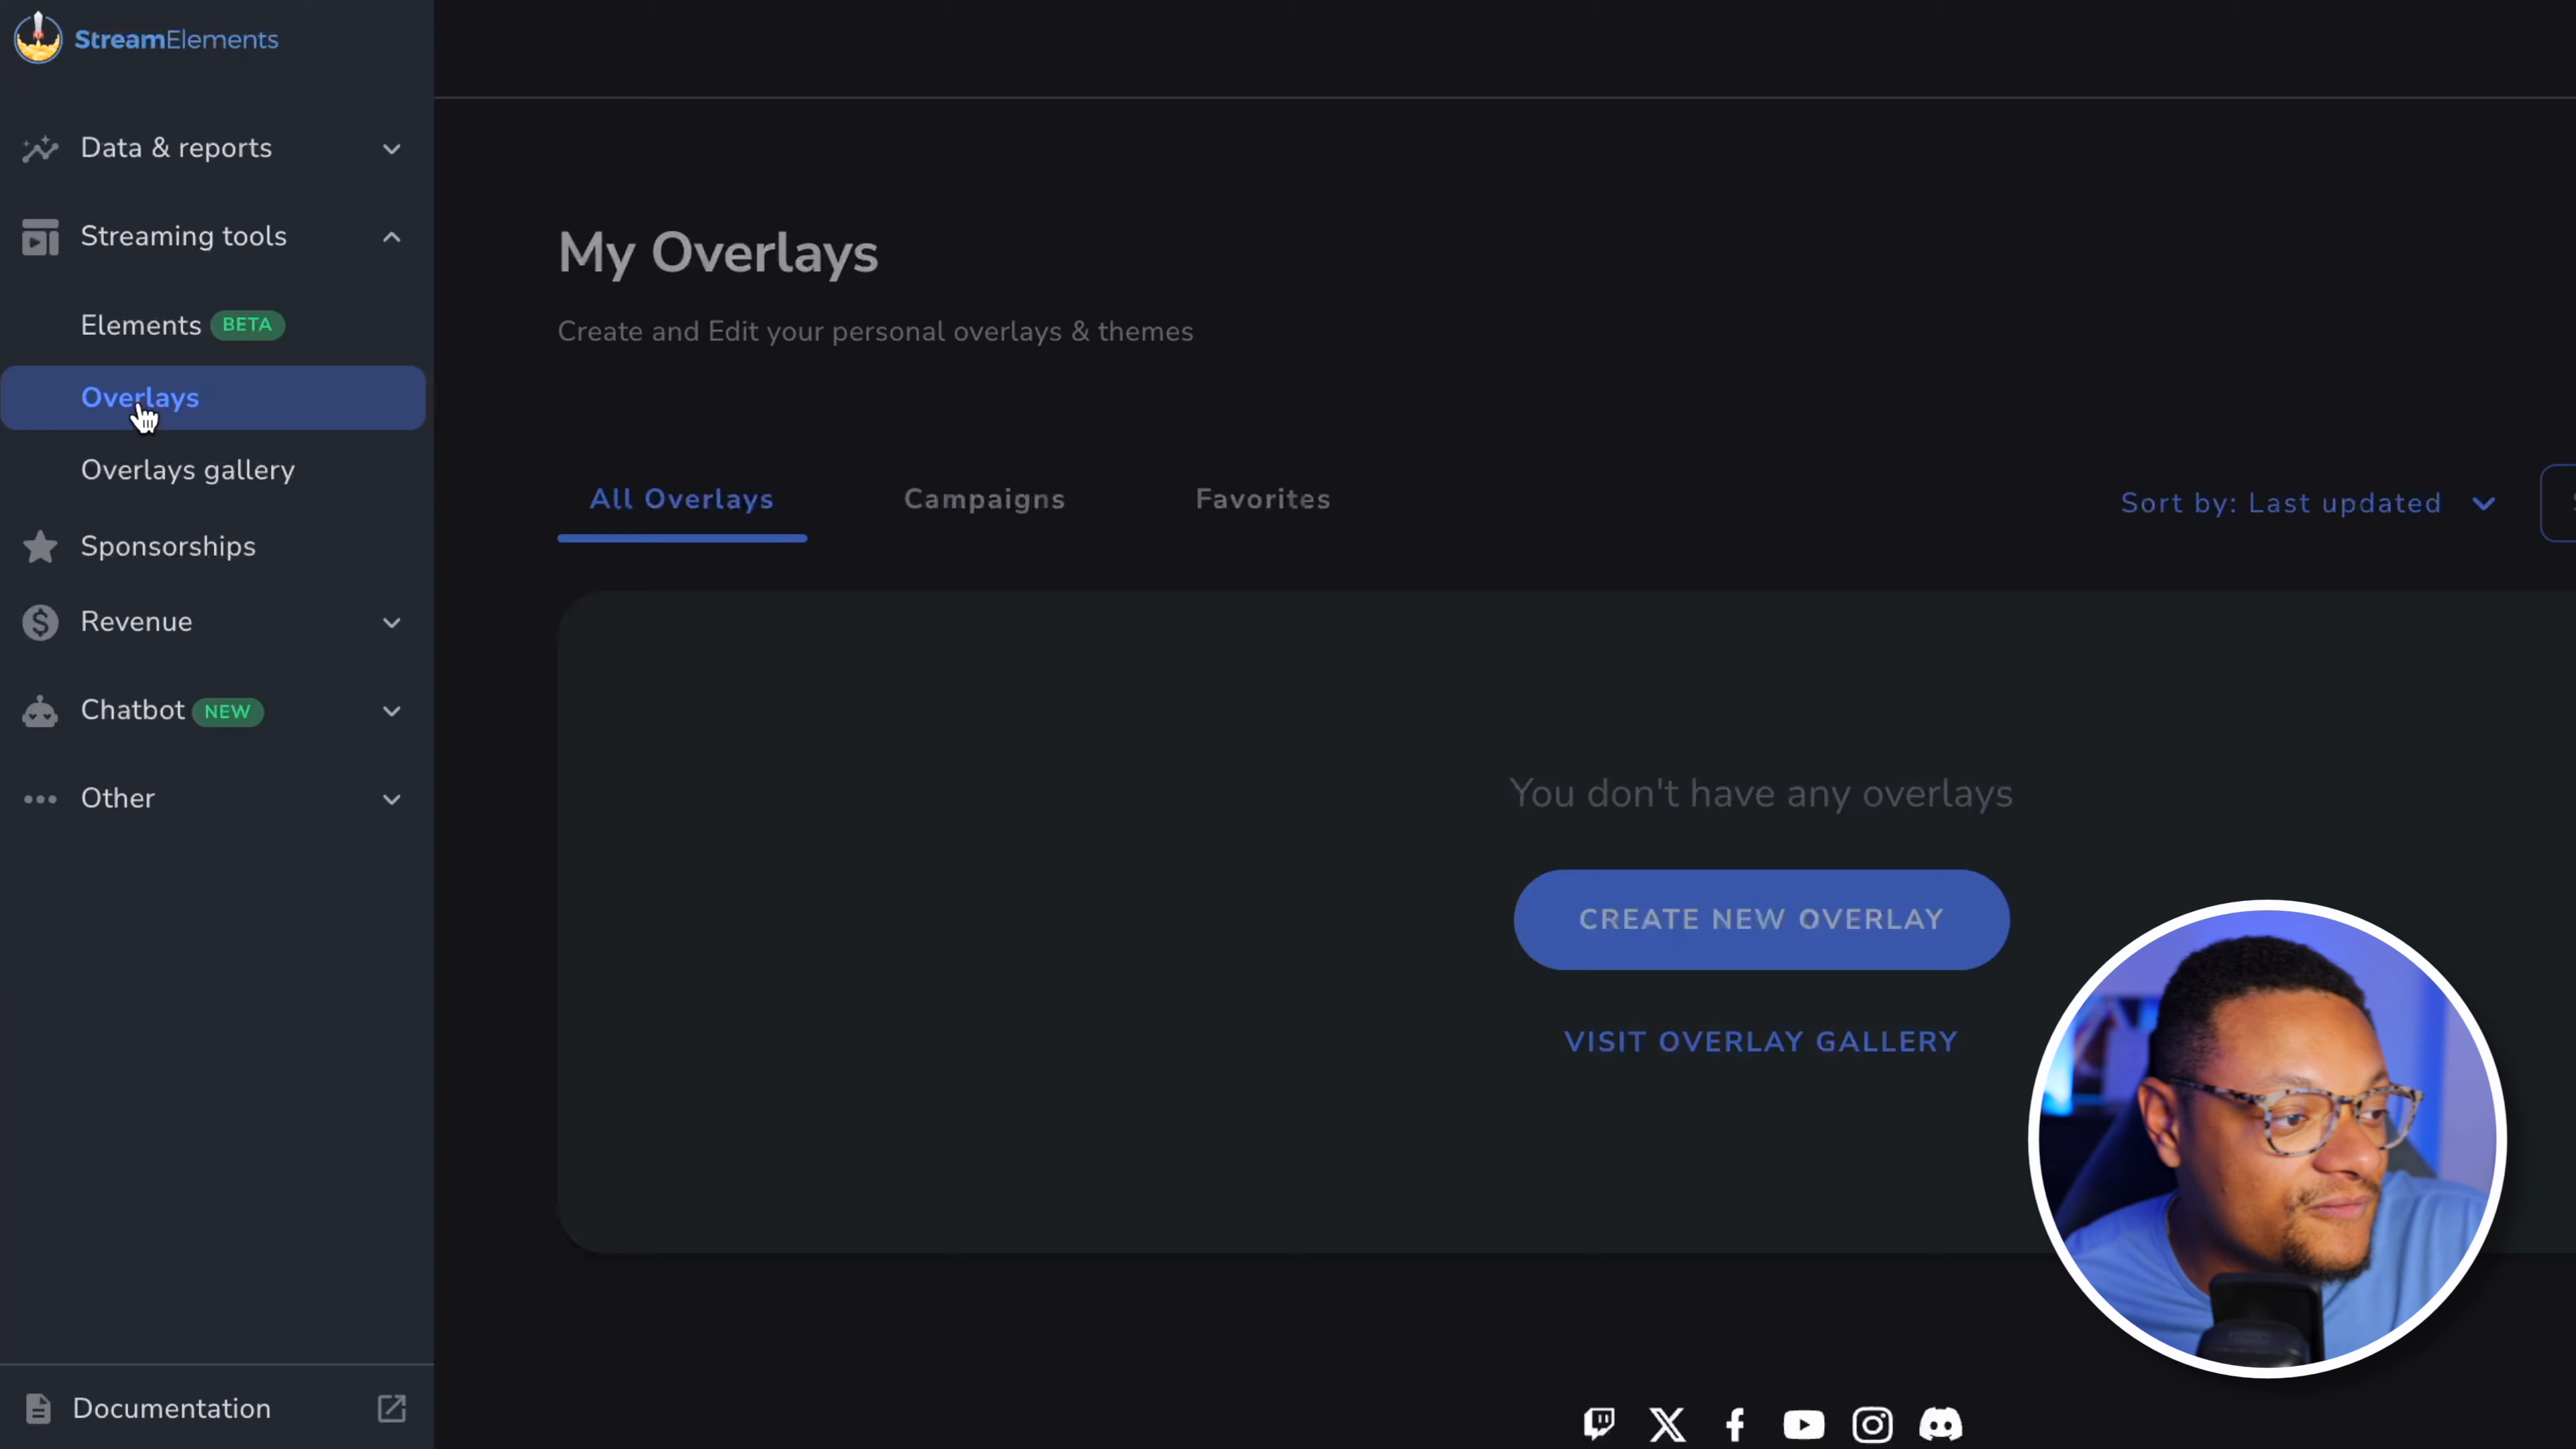 StreamElements
Data & reports
Streaming tools
Elements BETA
Overlays
Overlays gallery
Sponsorships
Revenue
Chatbot NEW
Other
Documentation
My Overlays
Create and Edit your personal overlays & themes
All Overlays Campaigns Favorites Sort by: Last updated
You don't have any overlays
CREATE NEW OVERLAY
VISIT OVERLAY GALLERY